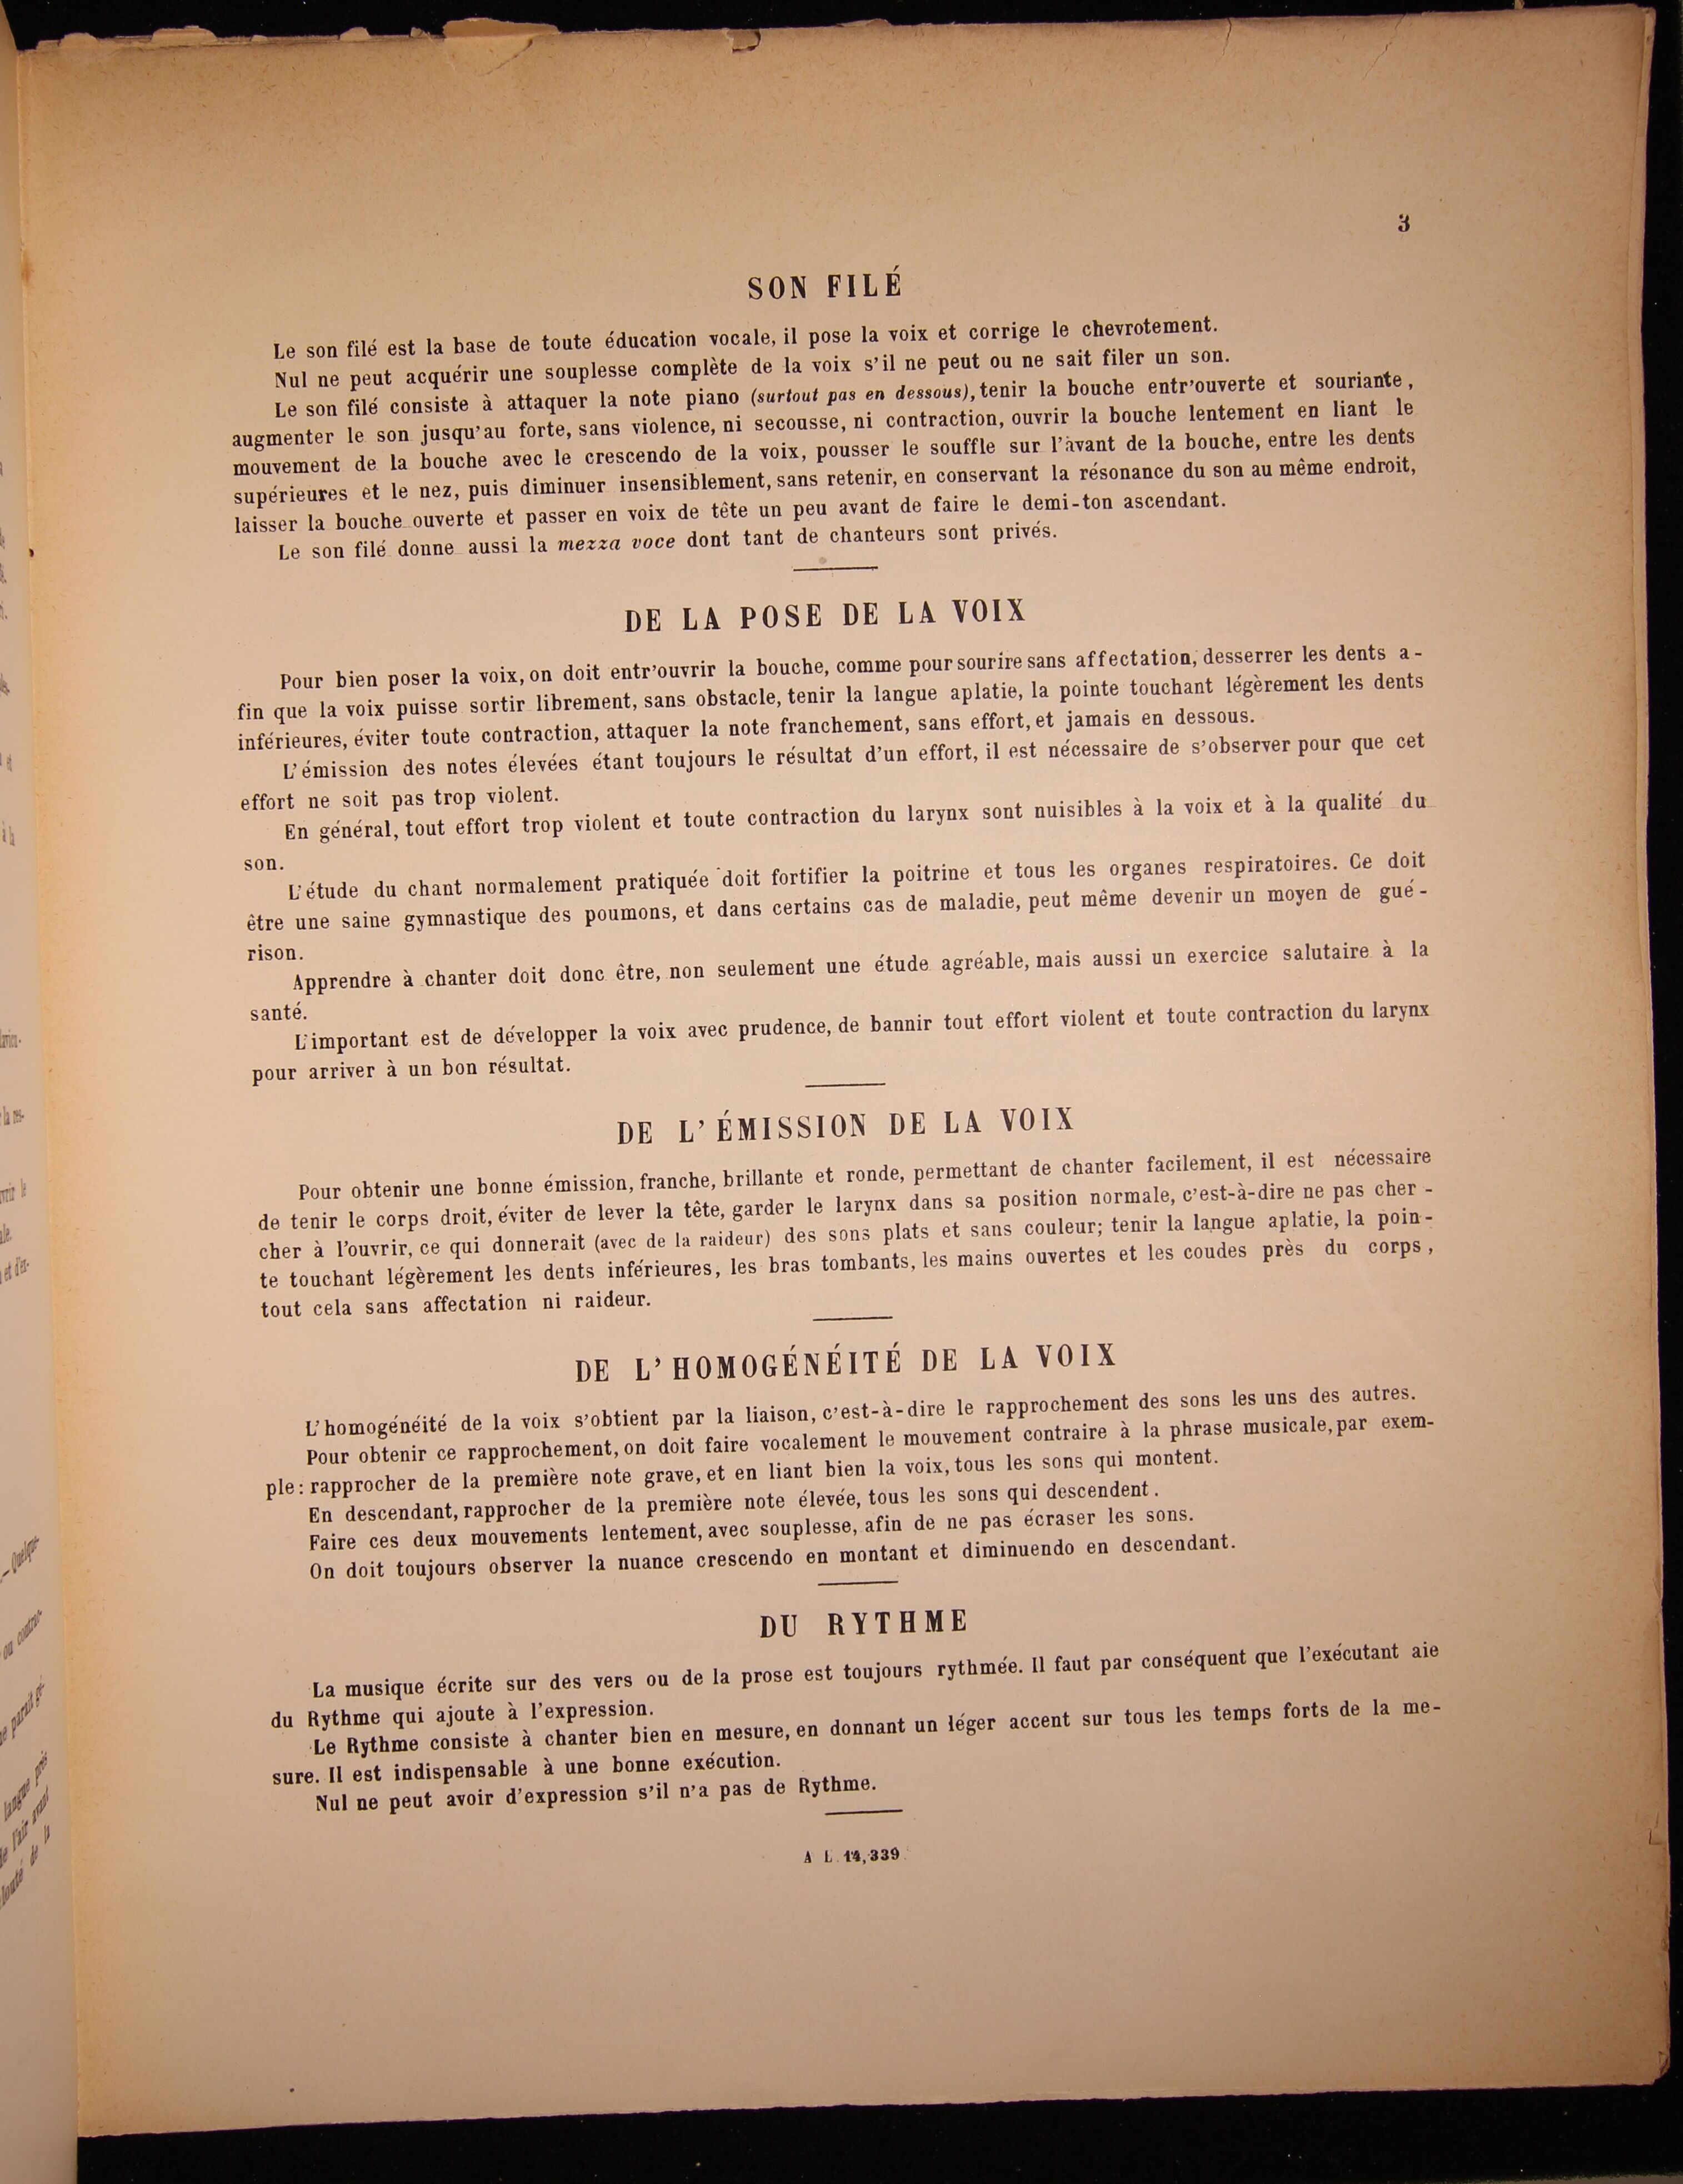 3
SON FILÉ
Le son filé est la base de toute éducation vocale, il pose la voix et corrige le chevrotement.
Nul ne peut acquérir une souplesse complète de la voix s'il ne peut ou ne sait filer un son.
Le son filé consiste à attaquer la note piano (surtout pas en dessous), tenir la bouche entr'ouverte et souriante,
augmenter le son jusqu'au forte, sans violence, ni secousse, ni contraction, ouvrir la bouche lentement en liant le
mouvement de la bouche avec le crescendo de la voix, pousser le souffle sur l'avant de la bouche, entre les dents
supérieures et le nez, puis diminuer insensiblement, sans retenir, en conservant la résonance du son au même endroit,
laisser la bouche ouverte et passer en voix de tête un peu avant de faire le demi-ton ascendant.
Le son filé donne aussi la mezza voce dont tant de chanteurs sont privés.
DE LA POSE DE LA VOIX
Pour bien poser la voix, on doit entr'ouvrir la bouche, comme pour sourire sans affectation, desserrer les dents a-
fin que la voix puisse sortir librement, sans obstacle, tenir la langue aplatie, la pointe touchant légèrement les dents
inférieures, éviter toute contraction, attaquer la note franchement, sans effort, et jamais en dessous.
L'émission des notes élevées étant toujours le résultat d'un effort, il est nécessaire de s'observer pour que cet
effort ne soit pas trop violent.
En général, tout effort trop violent et toute contraction du larynx sont nuisibles à la voix et à la qualité du
son.
L'étude du chant normalement pratiquée doit fortifier la poitrine et tous les organes respiratoires. Ce doit
être une saine gymnastique des poumons, et dans certains cas de maladie, peut même devenir un moyen de gué-
rison.
Apprendre à chanter doit donc être, non seulement une étude agréable, mais aussi un exercice salutaire à la
santé.
L'important est de développer la voix avec prudence, de bannir tout effort violent et toute contraction du larynx
pour arriver à un bon résultat.
DE L'ÉMISSION DE LA VOIX
Pour obtenir une bonne émission, franche, brillante et ronde, permettant de chanter facilement, il est nécessaire
de tenir le corps droit, éviter de lever la tête, garder le larynx dans sa position normale, c'est-à-dire ne pas cher-
cher à l'ouvrir, ce qui donnerait (avec de la raideur) des sons plats et sans couleur; tenir la langue aplatie, la poin-
te touchant légèrement les dents inférieures, les bras tombants, les mains ouvertes et les coudes près du corps,
tout cela sans affectation ni raideur.
DE L'HOMOGÉNÉITÉ DE LA VOIX
L'homogénéité de la voix s'obtient par la liaison, c'est-à-dire le rapprochement des sons les uns des autres.
Pour obtenir ce rapprochement, on doit faire vocalement le mouvement contraire à la phrase musicale, par exem-
ple: rapprocher de la première note grave, et en liant bien la voix, tous les sons qui montent.
En descendant, rapprocher de la première note élevée, tous les sons qui descendent.
Faire ces deux mouvements lentement, avec souplesse, afin de ne pas écraser les sons.
On doit toujours observer la nuance crescendo en montant et diminuendo en descendant.
DU RYTHME
La musique écrite sur des vers ou de la prose est toujours rythmée. Il faut par conséquent que l'exécutant aie
du Rythme qui ajoute à l'expression.
Le Rythme consiste à chanter bien en mesure, en donnant un léger accent sur tous les temps forts de la me-
sure. Il est indispensable à une bonne exécution.
Nul ne peut avoir d'expression s'il n'a pas de Rythme.
A L 14,339